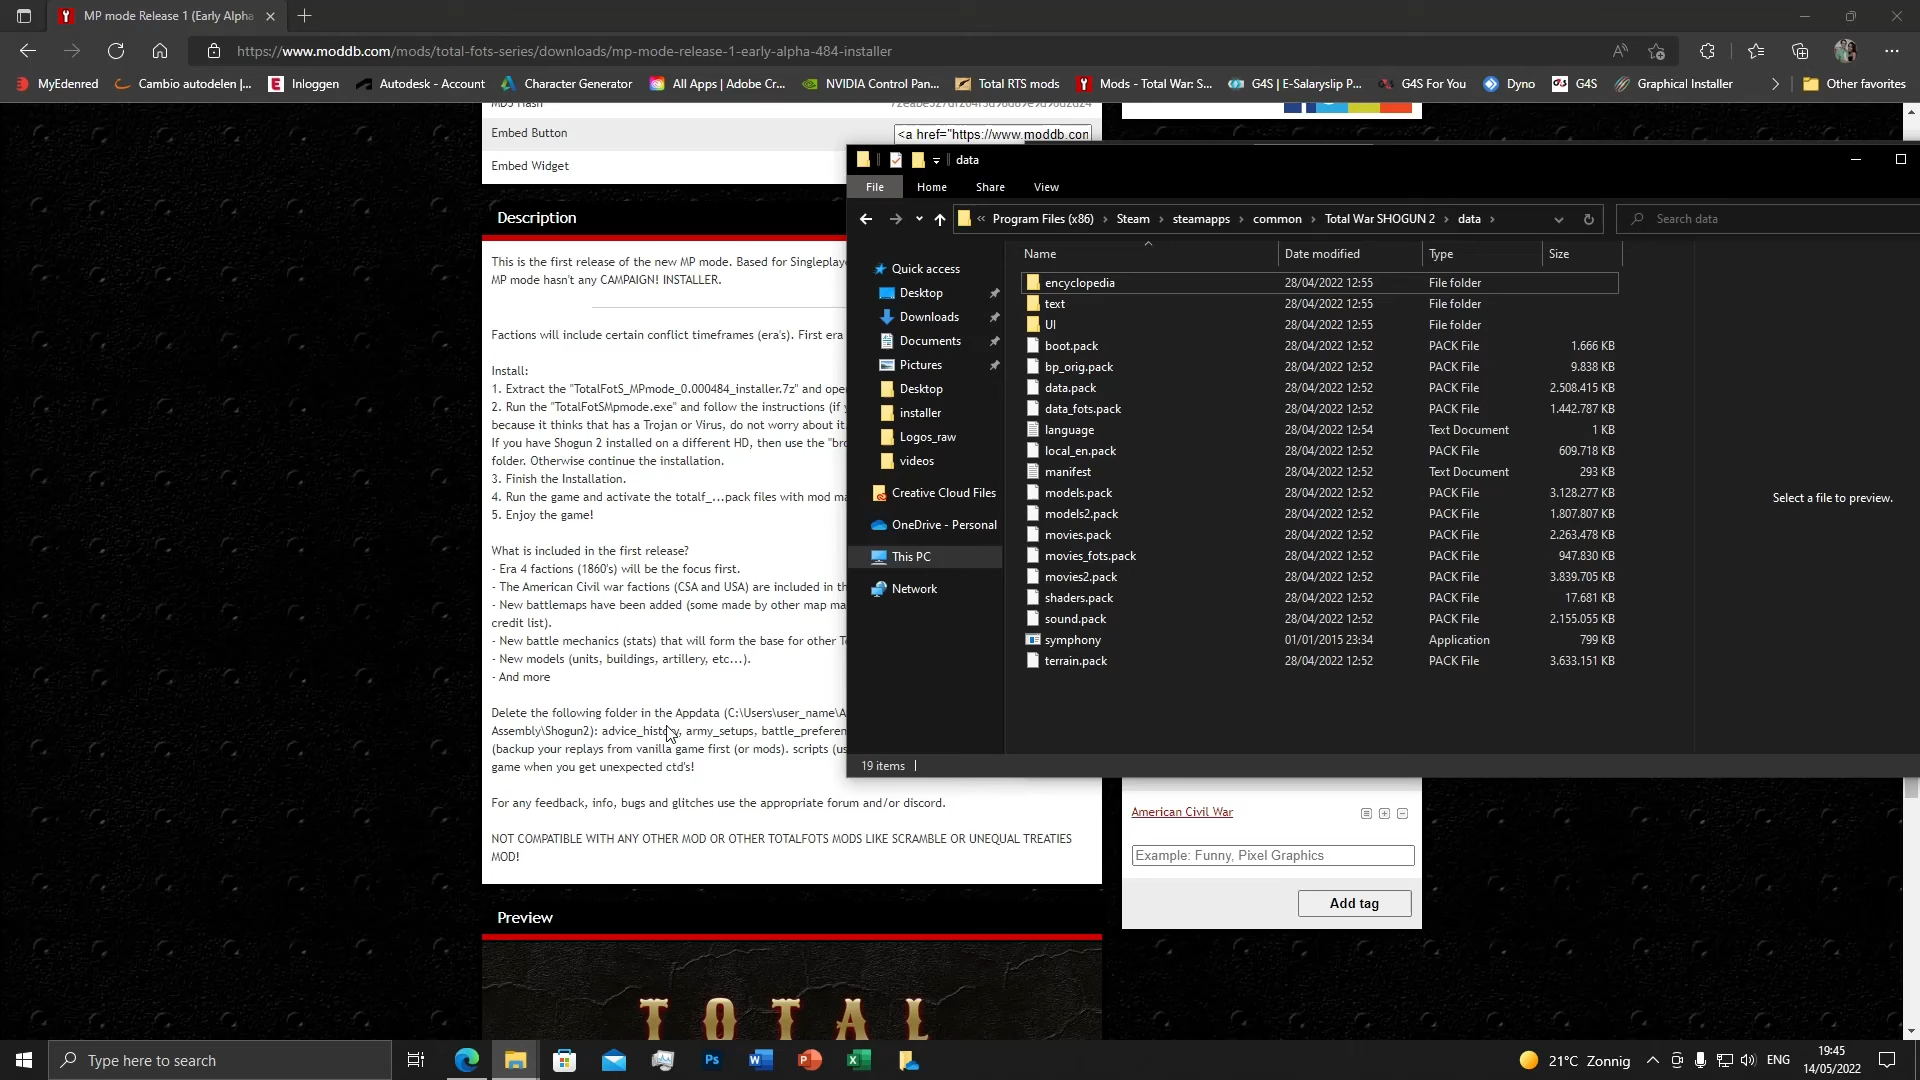 MP mode Release 1 (Early Alpha
https://www.moddb.com/mods/total-fots-series/downloads/mp-mode-release-1-early-alpha-484-installer
MyEdenred
Cambio autodelen |...
Inloggen
Autodesk - Account
Character Generator
All Apps | Adobe Cr...
NVIDIA Control Pan...
Total RTS mods
Mods - Total War: S...
G4S | E-Salaryslip P...
G4S For You
Dyno
G4S
Graphical Installer
Other favorites
MD5 Hash
Embed Button
<a href="https://www.moddb.con
Embed Widget
Description
This is the first release of the new MP mode. Based for Singleplaye
MP mode hasn't any CAMPAIGN! INSTALLER.
Factions will include certain conflict timeframes (era's). First era
Install:
1. Extract the "TotalFotS_MPmode_0.000484_installer.7z" and ope
2. Run the "TotalFotSMpmode.exe" and follow the instructions (if y
because it thinks that has a Trojan or Virus, do not worry about it.
If you have Shogun 2 installed on a different HD, then use the "bro
folder. Otherwise continue the installation.
3. Finish the Installation.
4. Run the game and activate the totalf_...pack files with mod ma
5. Enjoy the game!
What is included in the first release?
- Era 4 factions (1860's) will be the focus first.
- The American Civil war factions (CSA and USA) are included in th
- New battlemaps have been added (some made by other map ma
credit list).
- New battle mechanics (stats) that will form the base for other T
- New models (units, buildings, artillery, etc...).
- And more
Delete the following folder in the Appdata (C:\Users\user_name\A
Assembly\Shogun2): advice_history, army_setups, battle_preferen
(backup your replays from vanilla game first (or mods). scripts (us
game when you get unexpected ctd's!
For any feedback, info, bugs and glitches use the appropriate forum and/or discord.
NOT COMPATIBLE WITH ANY OTHER MOD OR OTHER TOTALFOTS MODS LIKE SCRAMBLE OR UNEQUAL TREATIES
MOD!
Preview
TOTAL
data
File
Home
Share
View
« Program Files (x86) › Steam › steamapps › common › Total War SHOGUN 2 › data ›
Search data
Quick access
Desktop
Downloads
Documents
Pictures
Desktop
installer
Logos_raw
videos
Creative Cloud Files
OneDrive - Personal
This PC
Network
Name Date modified Type Size
encyclopedia 28/04/2022 12:55 File folder
text 28/04/2022 12:55 File folder
UI 28/04/2022 12:55 File folder
boot.pack 28/04/2022 12:52 PACK File 1.666 KB
bp_orig.pack 28/04/2022 12:52 PACK File 9.838 KB
data.pack 28/04/2022 12:52 PACK File 2.508.415 KB
data_fots.pack 28/04/2022 12:52 PACK File 1.442.787 KB
language 28/04/2022 12:54 Text Document 1 KB
local_en.pack 28/04/2022 12:52 PACK File 609.718 KB
manifest 28/04/2022 12:52 Text Document 293 KB
models.pack 28/04/2022 12:52 PACK File 3.128.277 KB
models2.pack 28/04/2022 12:52 PACK File 1.807.807 KB
movies.pack 28/04/2022 12:52 PACK File 2.263.478 KB
movies_fots.pack 28/04/2022 12:52 PACK File 947.830 KB
movies2.pack 28/04/2022 12:52 PACK File 3.839.705 KB
shaders.pack 28/04/2022 12:52 PACK File 17.681 KB
sound.pack 28/04/2022 12:52 PACK File 2.155.055 KB
symphony 01/01/2015 23:34 Application 799 KB
terrain.pack 28/04/2022 12:52 PACK File 3.633.151 KB
Select a file to preview.
19 items
American Civil War
Example: Funny, Pixel Graphics
Add tag
Type here to search
21°C Zonnig
ENG
19:45
14/05/2022